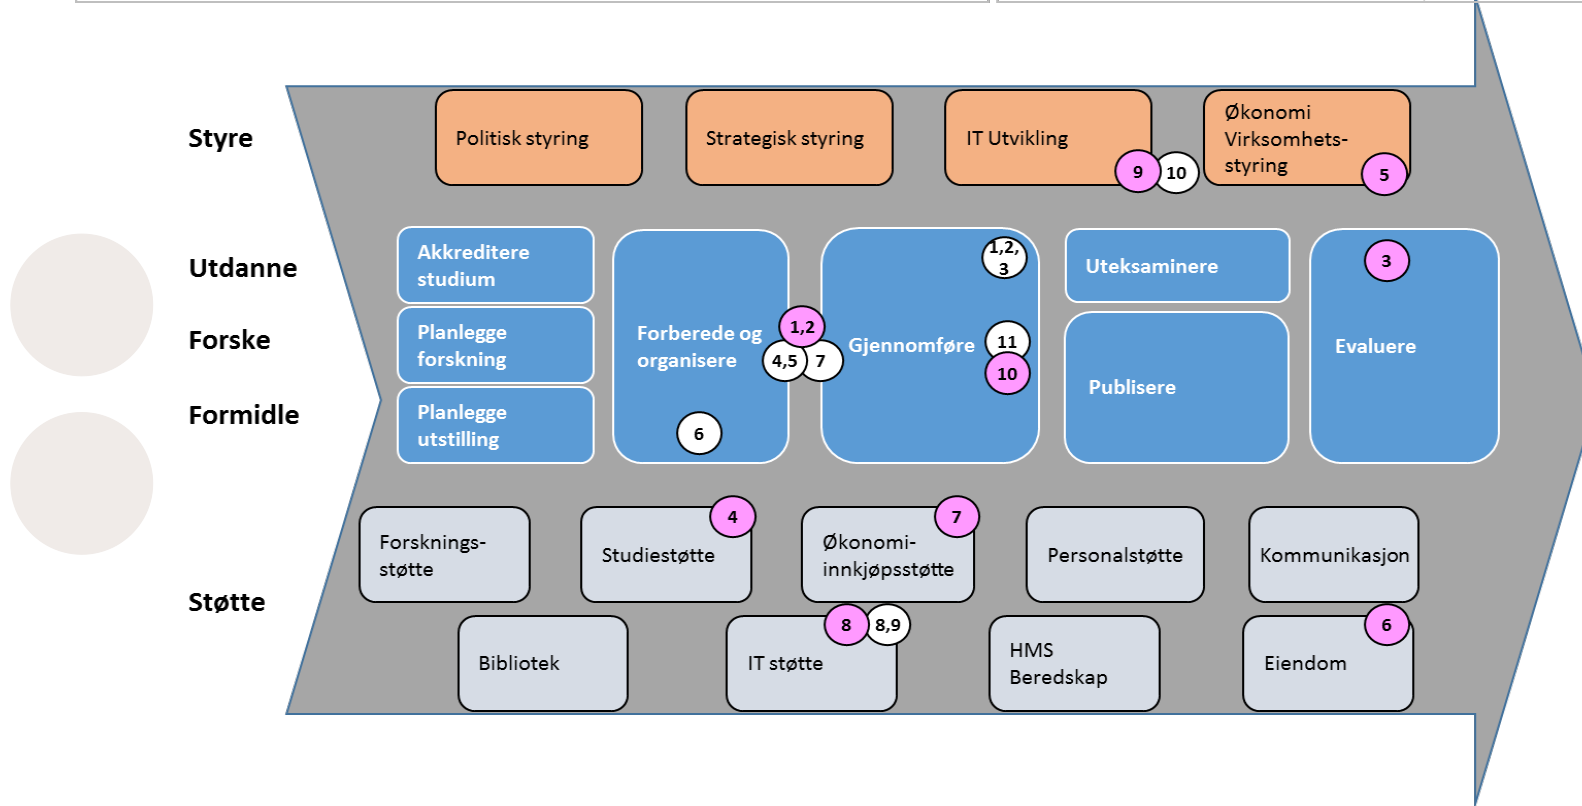 Styre
Politisk styring
Strategisk styring
IT Utvikling
9
10
Økonomi
Virksomhets-
styring
5
Utdanne
Forske
Formidle
Akkreditere
studium
Planlegge
forskning
Planlegge
utstilling
Forberede og
organisere
6
1,2
4,5
7
Gjennomføre
1,2,
3
11
10
Uteksaminere
Publisere
3
Evaluere
Støtte
Forsknings-
støtte
4
Studiestøtte
7
Økonomi-
innkjøpsstøtte
Personalstøtte
Kommunikasjon
Bibliotek
8
8,9
IT støtte
HMS
Beredskap
6
Eiendom